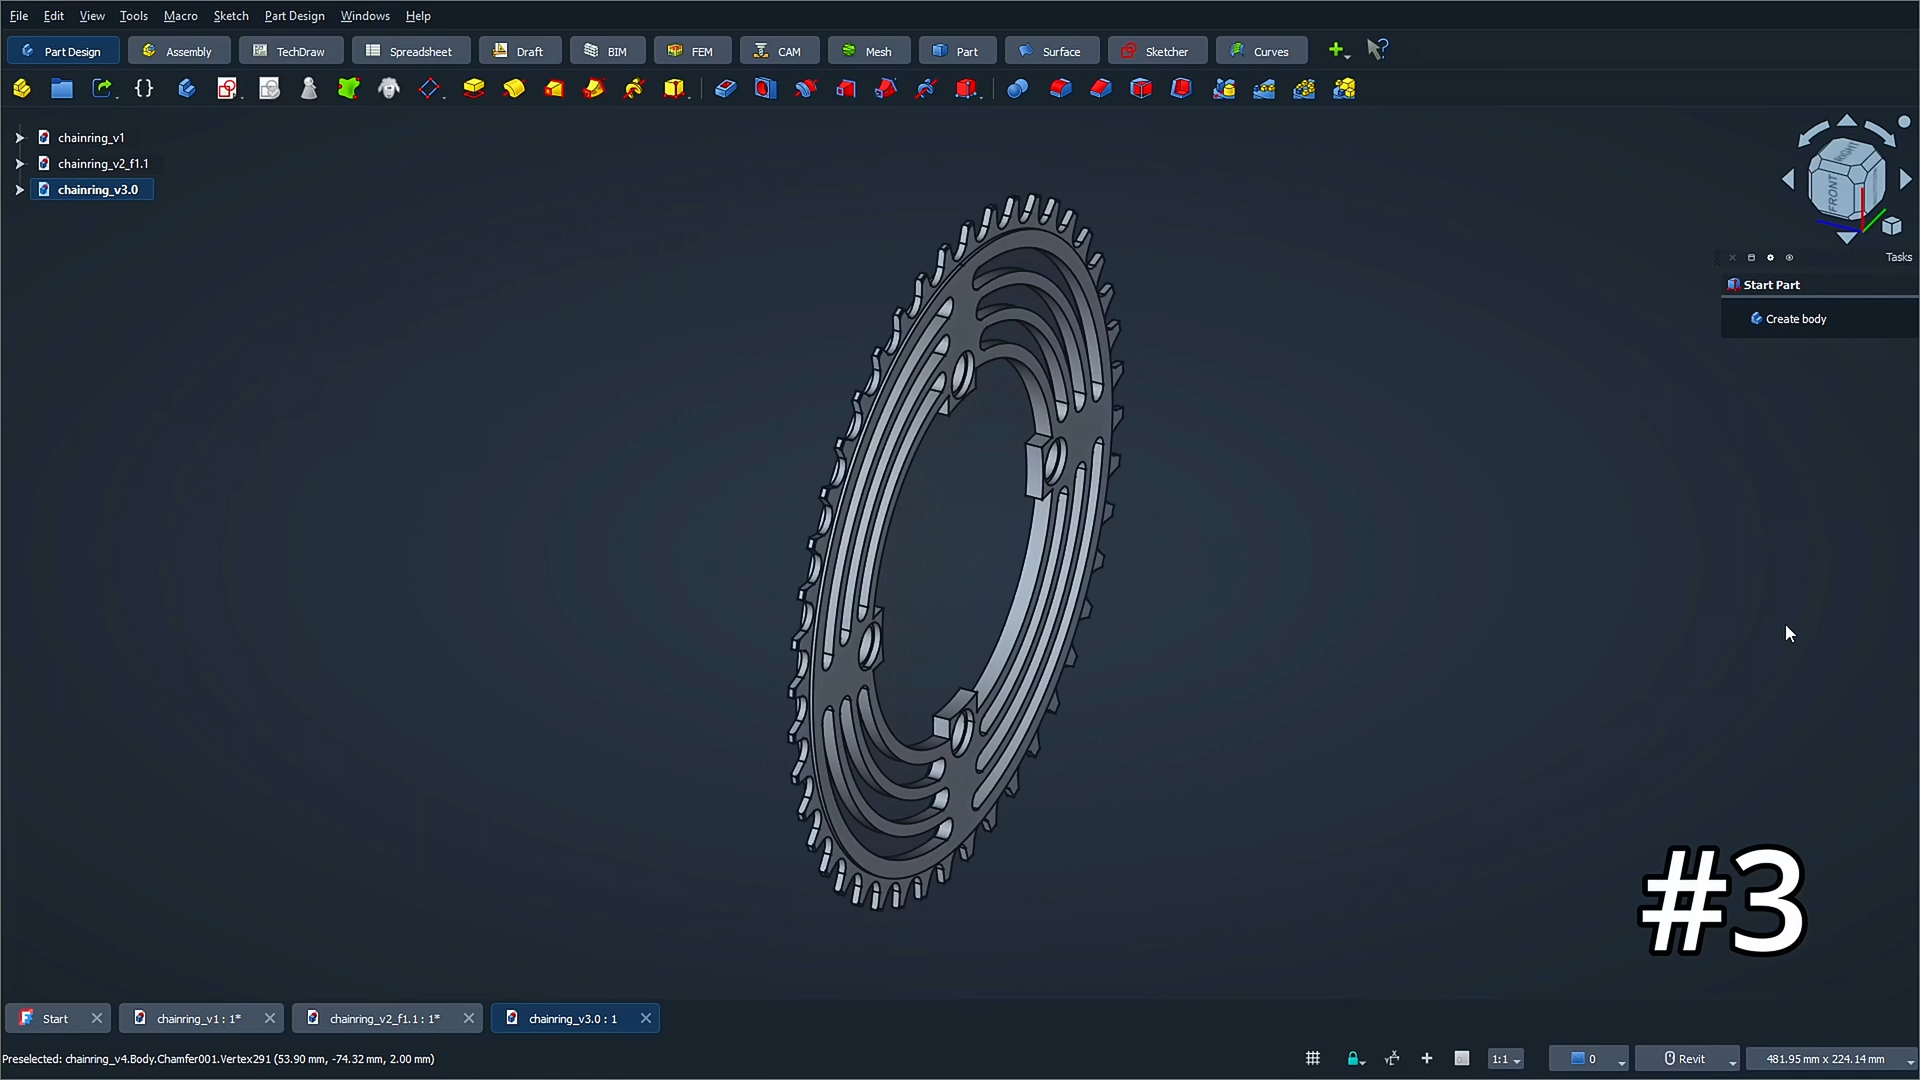 File Edit View Tools Macro Sketch Part Design Windows Help
Part Design Assembly TechDraw Spreadsheet Draft BIM FEM CAM Mesh Part Surface Sketcher Curves
chainring_v1
chainring_v2_f1.1
chainring_v3.0
RIGHT
FRONT
Tasks
Start Part
Create body
#3
Start chainring_v1 : 1* chainring_v2_f1.1 : 1* chainring_v3.0 : 1
Preselected: chainring_v4.Body.Chamfer001.Vertex291 (53.90 mm, -74.32 mm, 2.00 mm) 1:1 0 Revit 481.95 mm x 224.14 mm